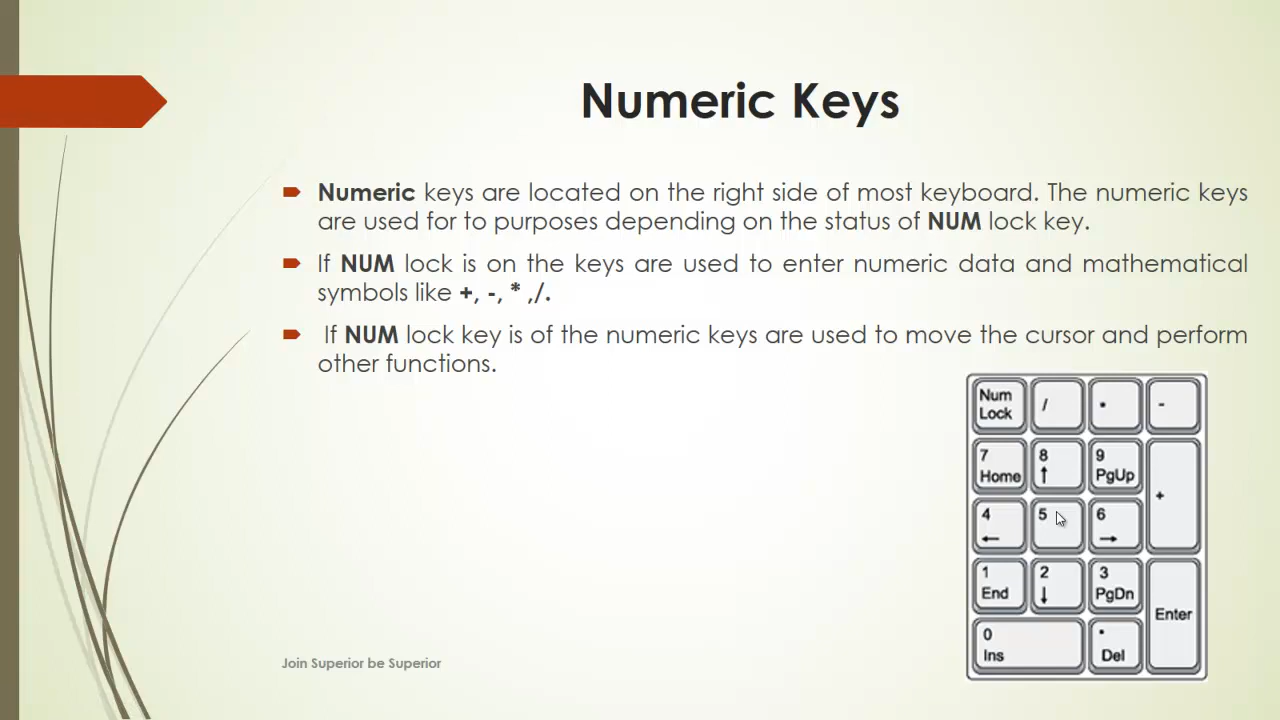 Numeric Keys
Numeric keys are located on the right side of most keyboard. The numeric keys
are used for to purposes depending on the status of NUM lock key.
If NUM lock is on the keys are used to enter numeric data and mathematical
symbols like +, -, * ,/.
If NUM lock key is of the numeric keys are used to move the cursor and perform
other functions.
Num / * -
Lock
7 8 9
Home ↑ PgUp
+
4 5 6
← →
1 2 3
End ↓ PgDn
Enter
0 .
Ins Del
Join Superior be Superior